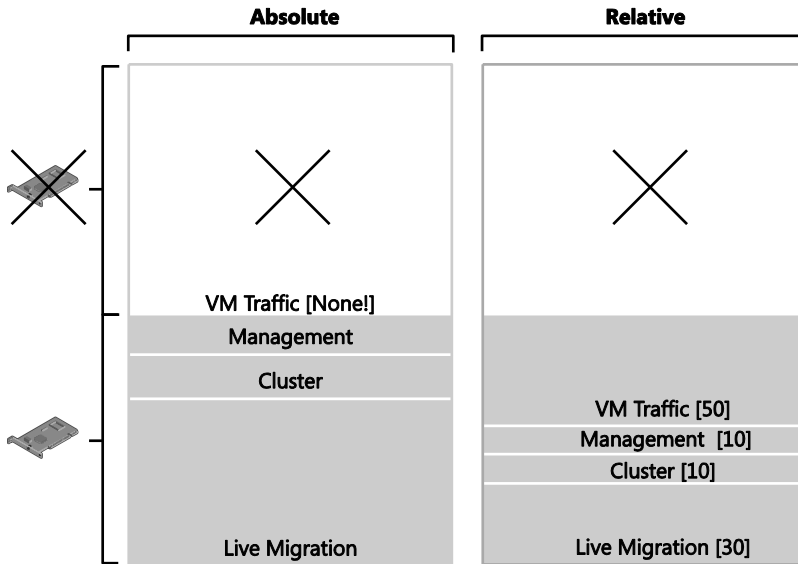 Absolute
Relative
VM Traffic [None!]
Management
Cluster
Live Migration
VM Traffic [50]
Management [10]
Cluster [10]
Live Migration [30]